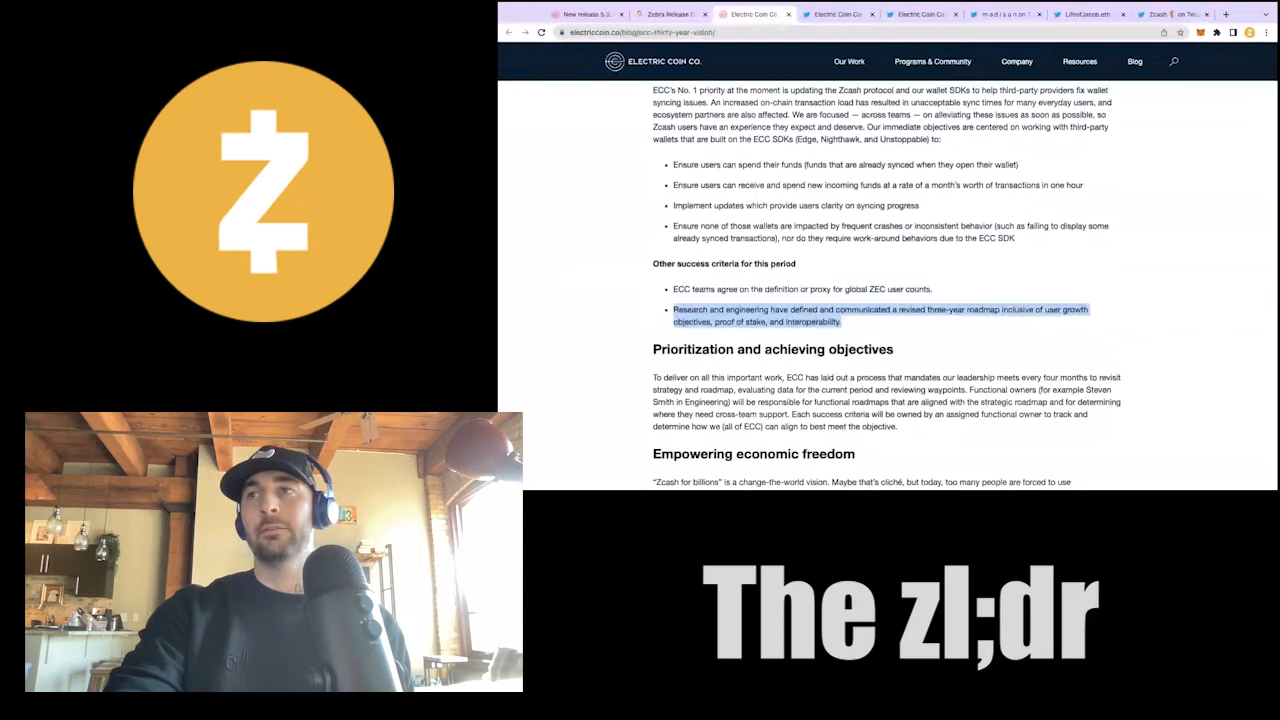 New release 5.3.
Zebra Release C
Electric Coin Co
Electric Coin Co
Electric Coin Co
m a d i s o n on T
LifeofJacob.eth
Zcash
on Twi
electriccoin.co/blog/ecc-thirty-year-vision/
ELECTRIC COIN CO.
Our Work
Programs & Community
Company
Resources
Blog
ECC's No. 1 priority at the moment is updating the Zcash protocol and our wallet SDKs to help third-party providers fix wallet
syncing issues. An increased on-chain transaction load has resulted in unacceptable sync times for many everyday users, and
ecosystem partners are also affected. We are focused — across teams — on alleviating these issues as soon as possible, so
Zcash users have an experience they expect and deserve. Our immediate objectives are centered on working with third-party
wallets that are built on the ECC SDKs (Edge, Nighthawk, and Unstoppable) to:
• Ensure users can spend their funds (funds that are already synced when they open their wallet)
• Ensure users can receive and spend new incoming funds at a rate of a month's worth of transactions in one hour
• Implement updates which provide users clarity on syncing progress
• Ensure none of those wallets are impacted by frequent crashes or inconsistent behavior (such as failing to display some
already synced transactions), nor do they require work-around behaviors due to the ECC SDK
Other success criteria for this period
• ECC teams agree on the definition or proxy for global ZEC user counts.
• Research and engineering have defined and communicated a revised three-year roadmap inclusive of user growth
objectives, proof of stake, and interoperability.
Prioritization and achieving objectives
To deliver on all this important work, ECC has laid out a process that mandates our leadership meets every four months to revisit
strategy and roadmap, evaluating data for the current period and reviewing waypoints. Functional owners (for example Steven
Smith in Engineering) will be responsible for functional roadmaps that are aligned with the strategic roadmap and for determining
where they need cross-team support. Each success criteria will be owned by an assigned functional owner to track and
determine how we (all of ECC) can align to best meet the objective.
Empowering economic freedom
"Zcash for billions" is a change-the-world vision. Maybe that's cliché, but today, too many people are forced to use
The zl;dr